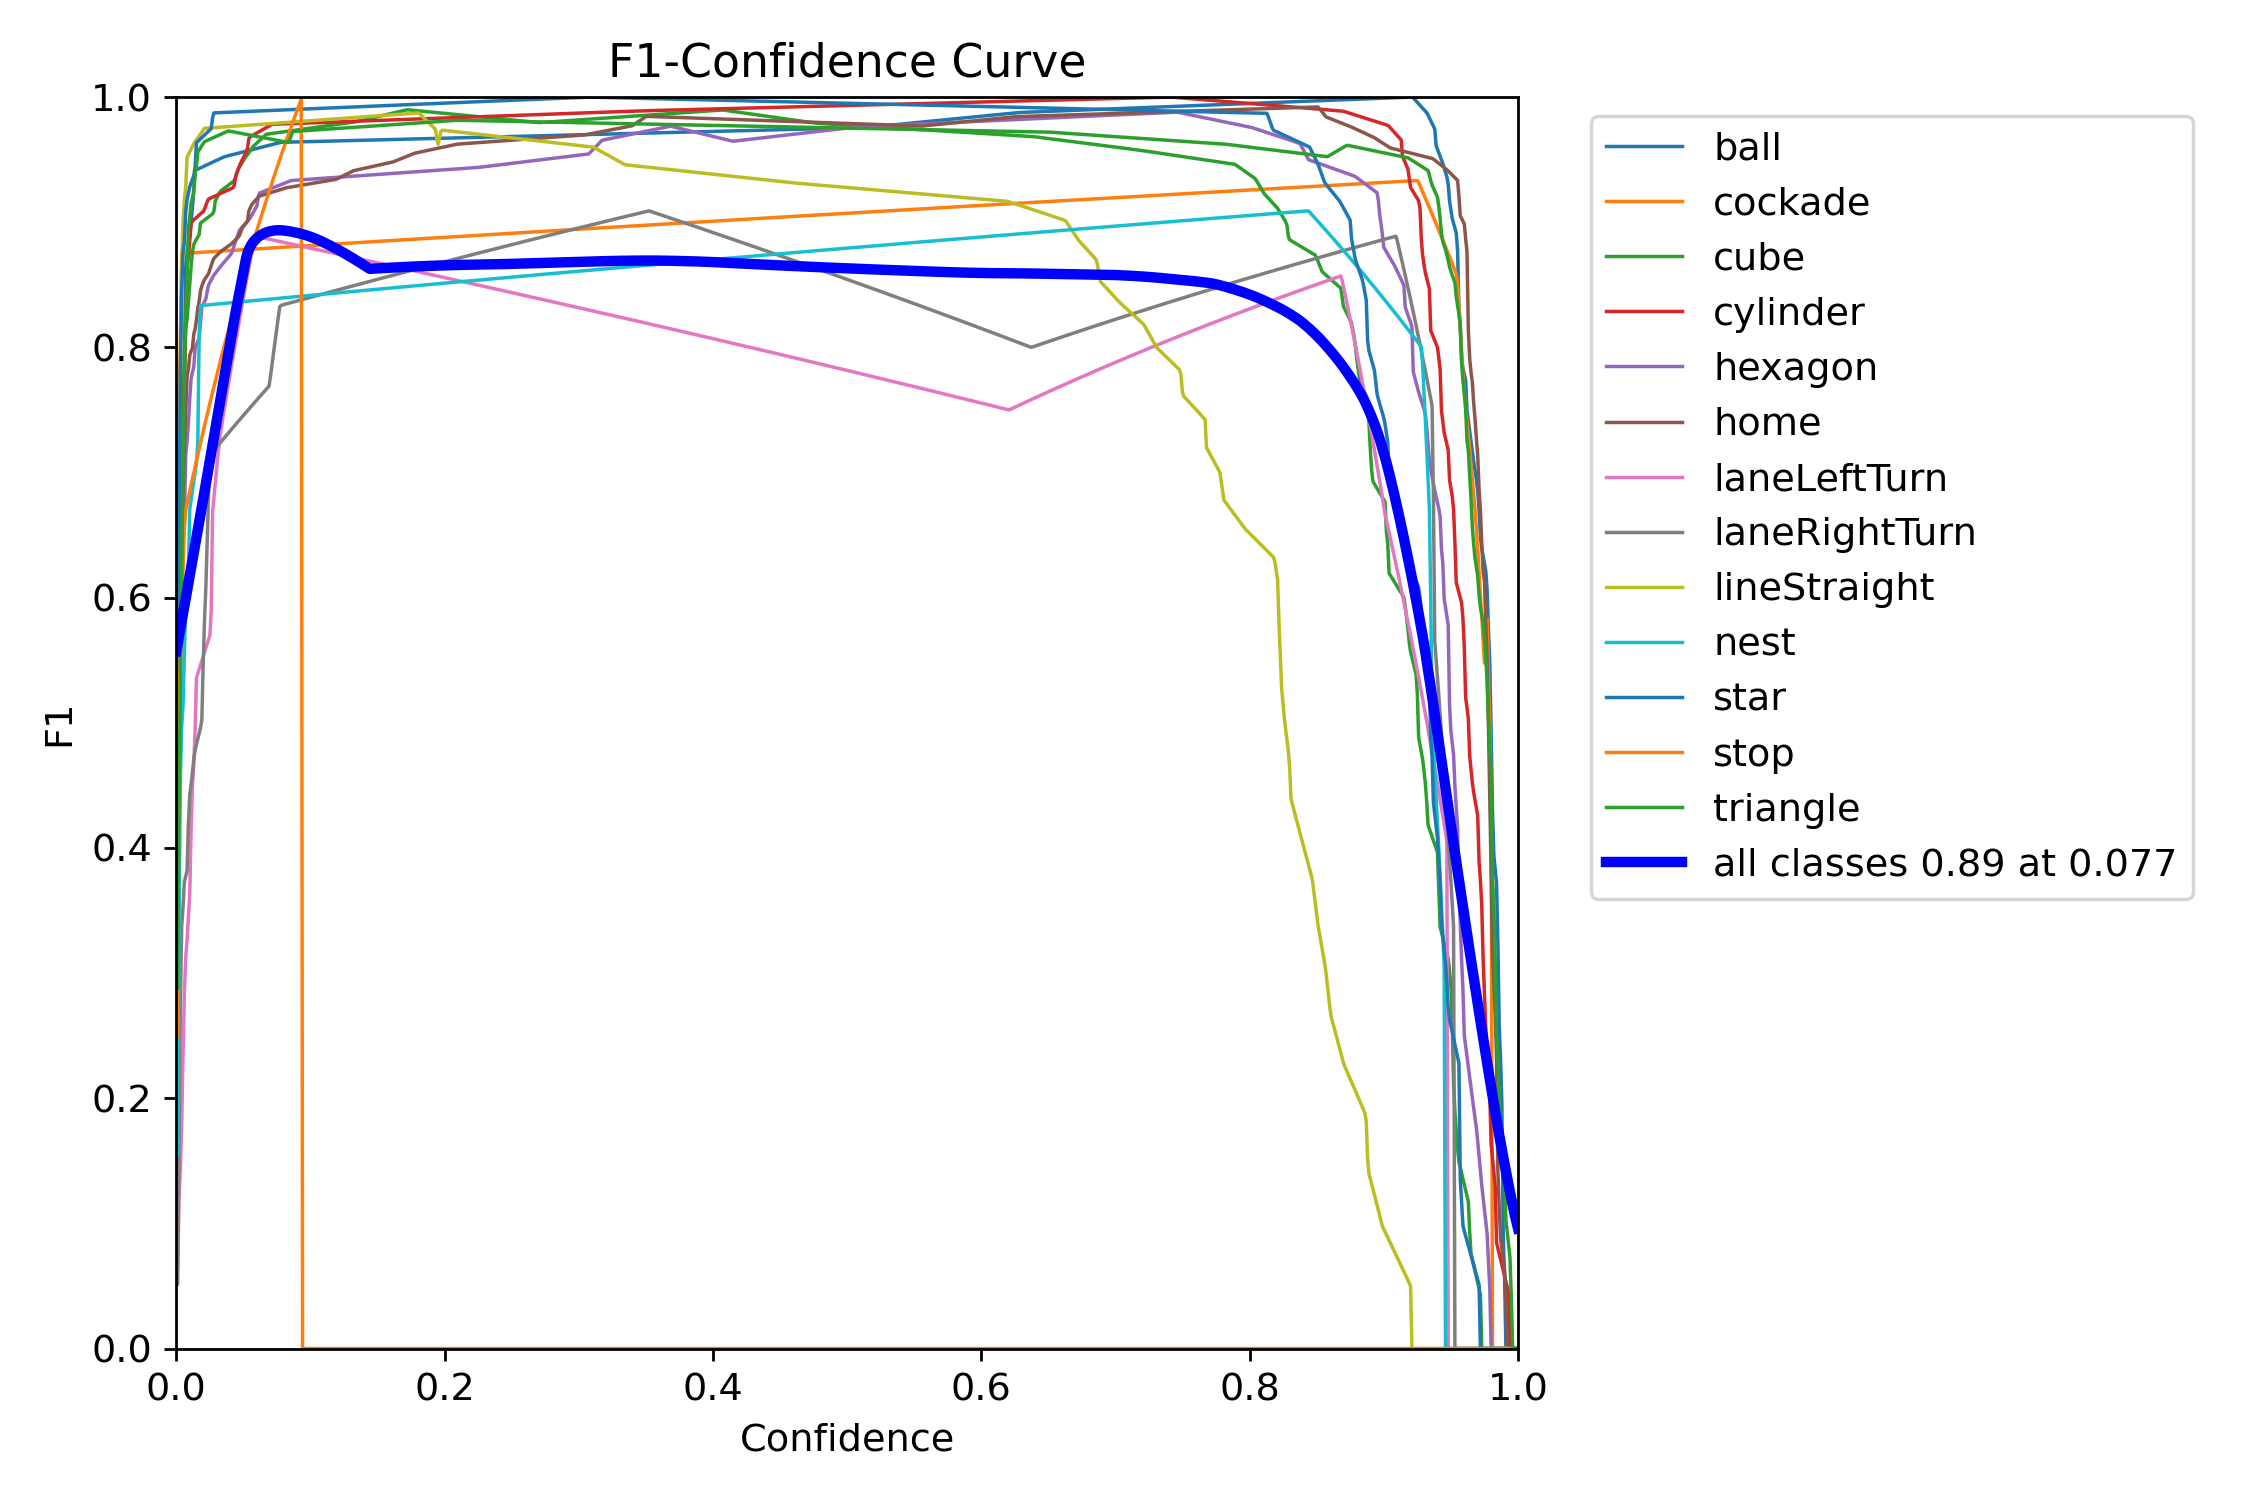 F1-Confidence Curve
1.0
0.8
0.6
0.4
0.2
0.0
F1
0.0 0.2 0.4 0.6 0.8 1.0
Confidence
ball
cockade
cube
cylinder
hexagon
home
laneLeftTurn
laneRightTurn
lineStraight
nest
star
stop
triangle
all classes 0.89 at 0.077